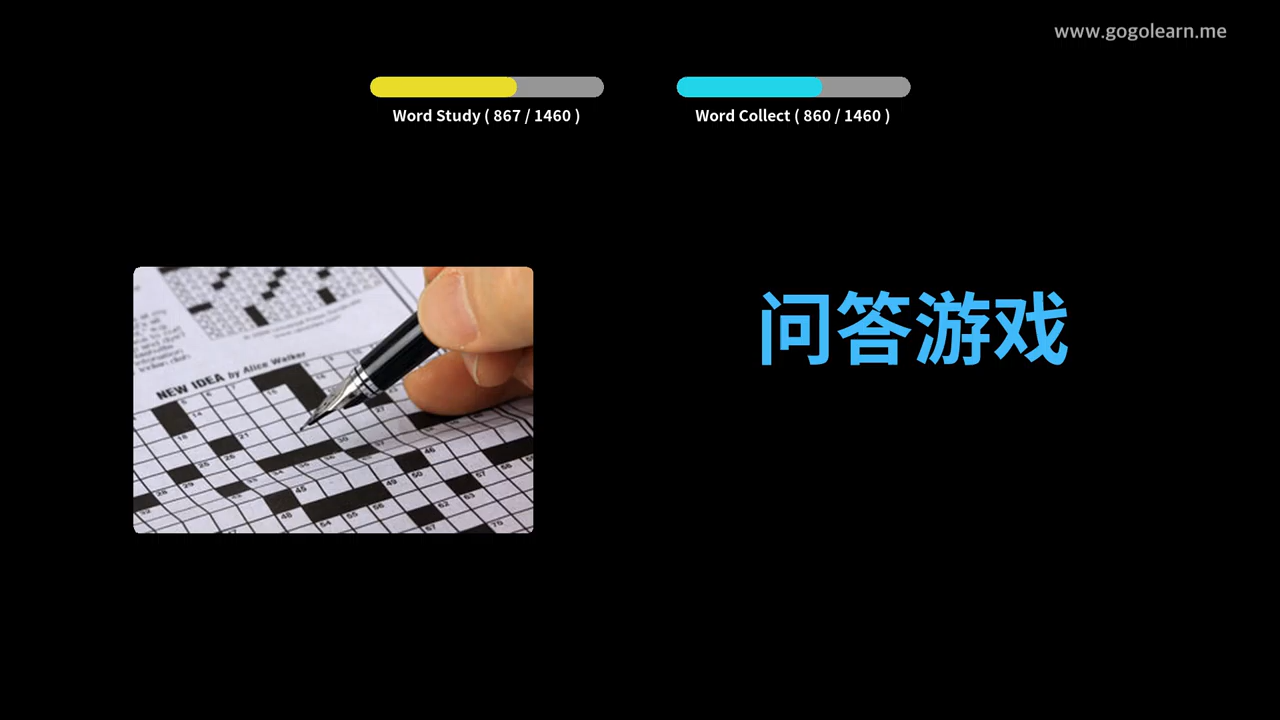 www.gogolearn.me
Word Study ( 867 / 1460 )
Word Collect ( 860 / 1460 )
问答游戏
NEW IDEA by Alice Walker